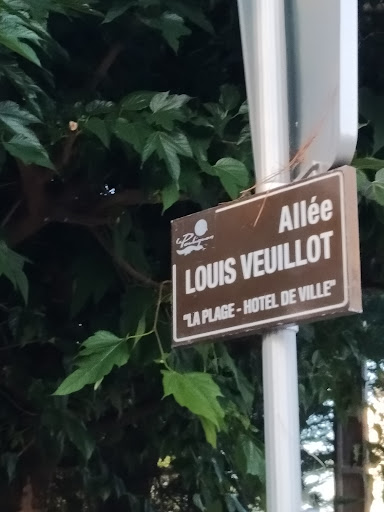 Allée
LOUIS VEUILLOT
"LA PLAGE - HOTEL DE VILLE"